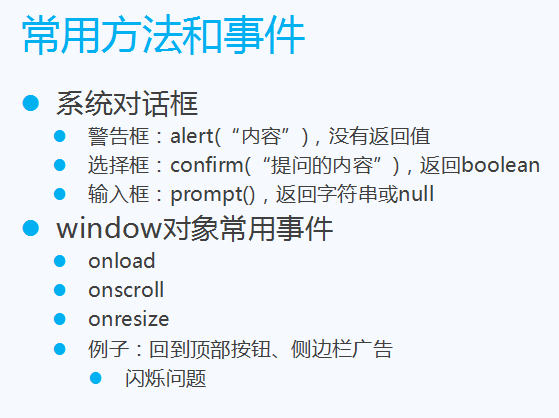 常用方法和事件
系统对话框
警告框：alert(“内容”)，没有返回值
选择框：confirm(“提问的内容”)，返回boolean
输入框：prompt()，返回字符串或null
window对象常用事件
onload
onscroll
onresize
例子：回到顶部按钮、侧边栏广告
闪烁问题